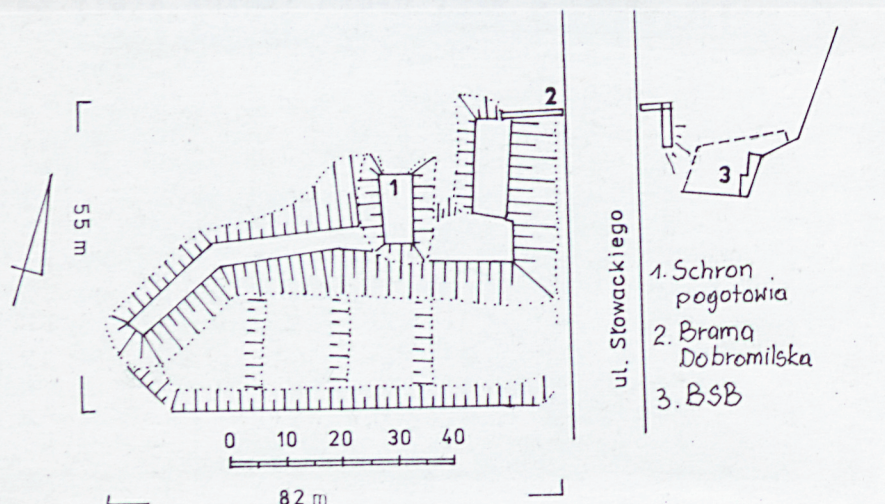 2
1
3
55 m
ul. Słowackiego
1. Schron
pogotowia
2. Brama
Dobromilska
3. BSB
0 10 20 30 40
82 m